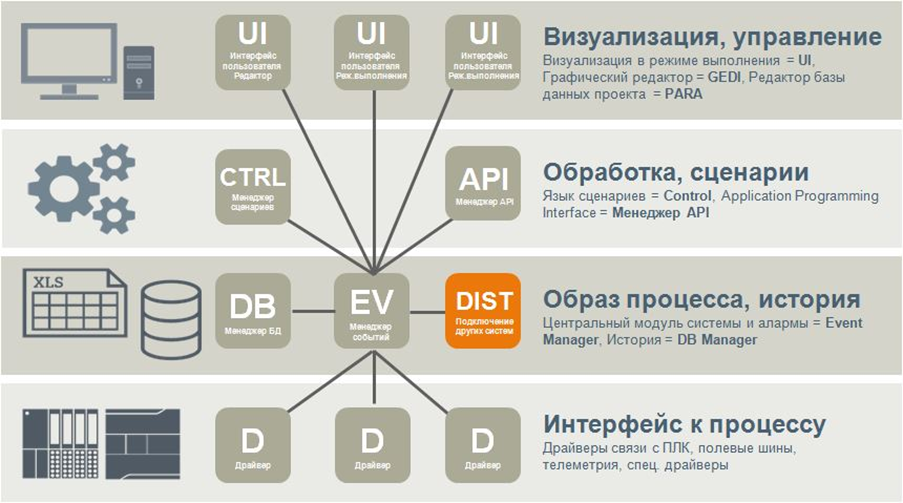 UI
Интерфейс
пользователя
Редактор
UI
Интерфейс
пользователя
Реж.выполнения
UI
Интерфейс
пользователя
Реж.выполнения
Визуализация, управление
Визуализация в режиме выполнения = UI,
Графический редактор = GEDI, Редактор базы
данных проекта = PARA
CTRL
Менеджер
сценариев
API
Менеджер API
Обработка, сценарии
Язык сценариев = Control, Application Programming
Interface = Менеджер API
XLS
DB
Менеджер БД
EV
Менеджер
событий
DIST
Подключение
других систем
Образ процесса, история
Центральный модуль системы и алармы = Event
Manager, История = DB Manager
D
Драйвер
D
Драйвер
D
Драйвер
Интерфейс к процессу
Драйверы связи с ПЛК, полевые шины,
телеметрия, спец. драйверы